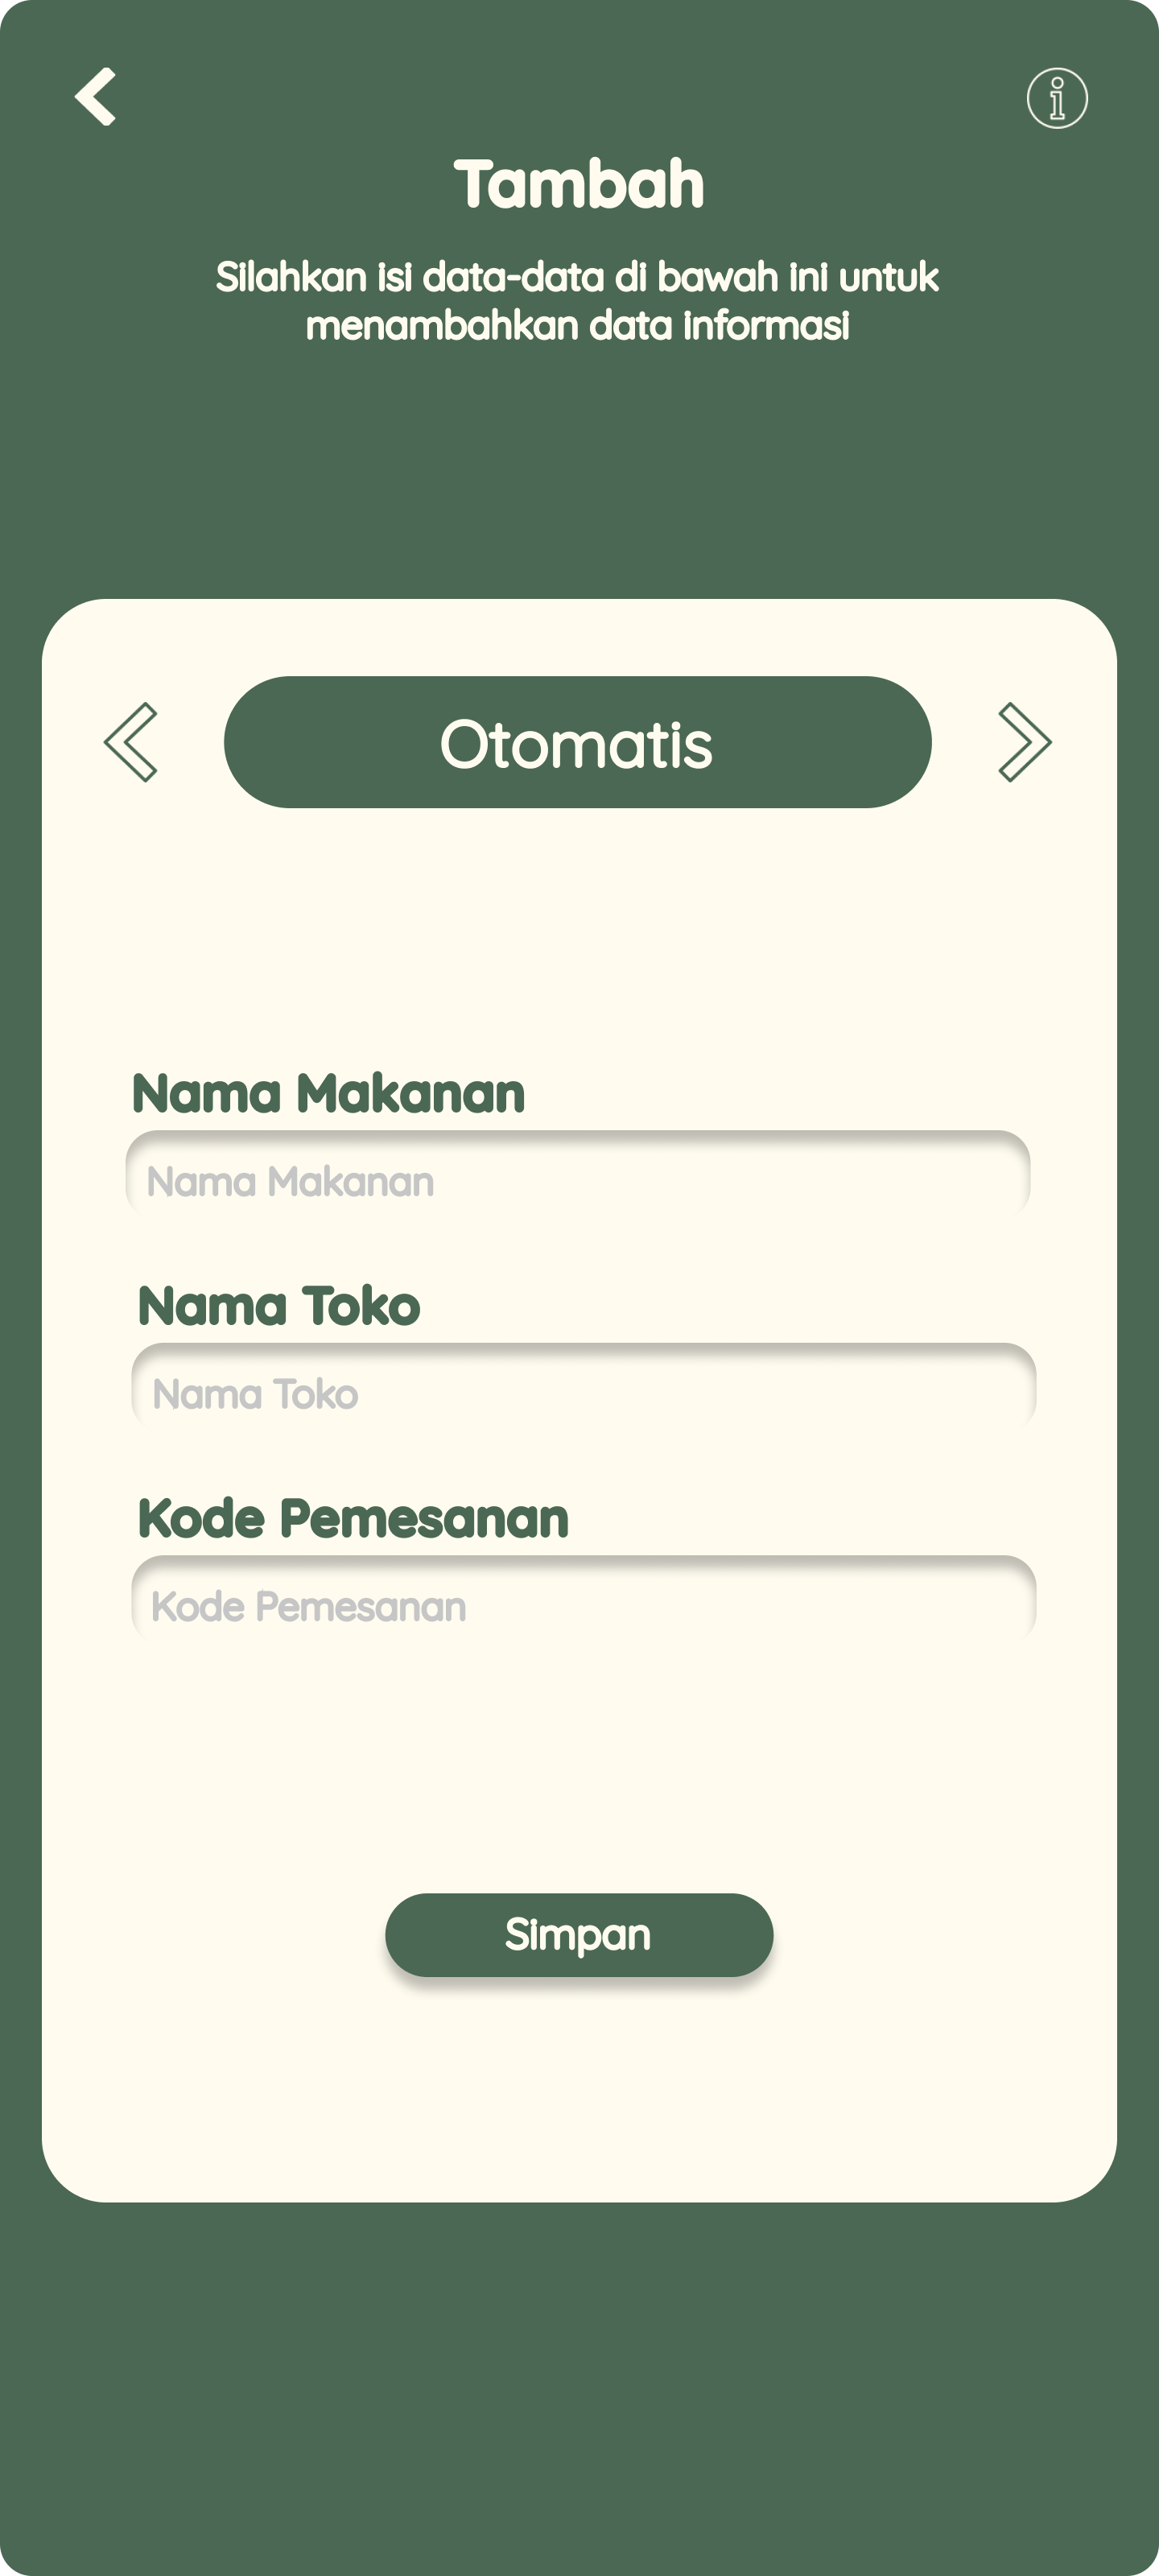 Tambah
Silahkan isi data-data di bawah ini untuk
menambahkan data informasi
Otomatis
Nama Makanan
Nama Makanan
Nama Toko
Nama Toko
Kode Pemesanan
Kode Pemesanan
Simpan